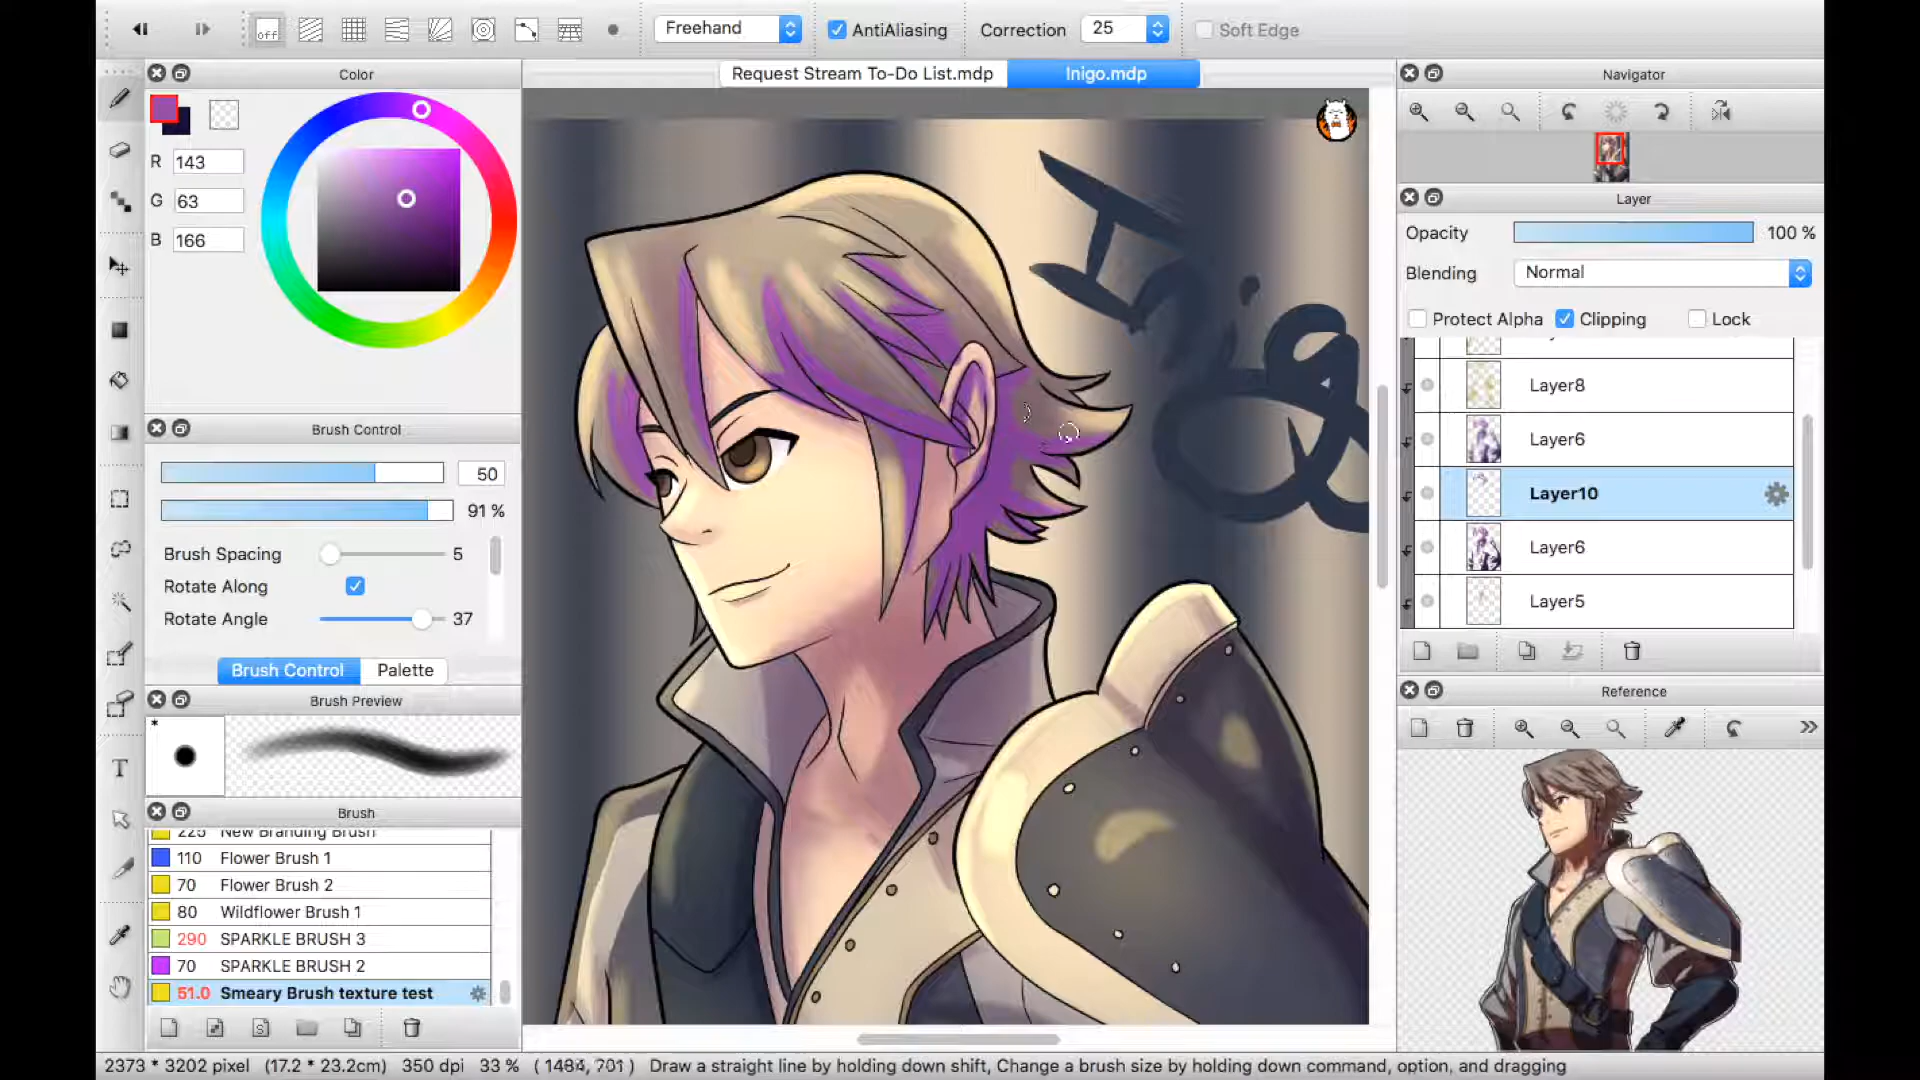 Freehand
AntiAliasing
Correction
25
Soft Edge
Color
Request Stream To-Do List.mdp
Inigo.mdp
Navigator
R 143
G 63
B 166
Layer
Opacity
100 %
Blending
Normal
Protect Alpha
Clipping
Lock
Inigo
Layer8
Layer6
Layer10
Layer6
Layer5
Brush Control
50
91 %
Brush Spacing 5
Rotate Along
Rotate Angle 37
Brush Control
Palette
Brush Preview
*
Reference
Brush
225 New Branding Brush
110 Flower Brush 1
70 Flower Brush 2
80 Wildflower Brush 1
290 SPARKLE BRUSH 3
70 SPARKLE BRUSH 2
51.0 Smeary Brush texture test
off
T
S
2373 * 3202 pixel (17.2 * 23.2cm) 350 dpi 33 % ( 1484, 701 ) Draw a straight line by holding down shift, Change a brush size by holding down command, option, and dragging